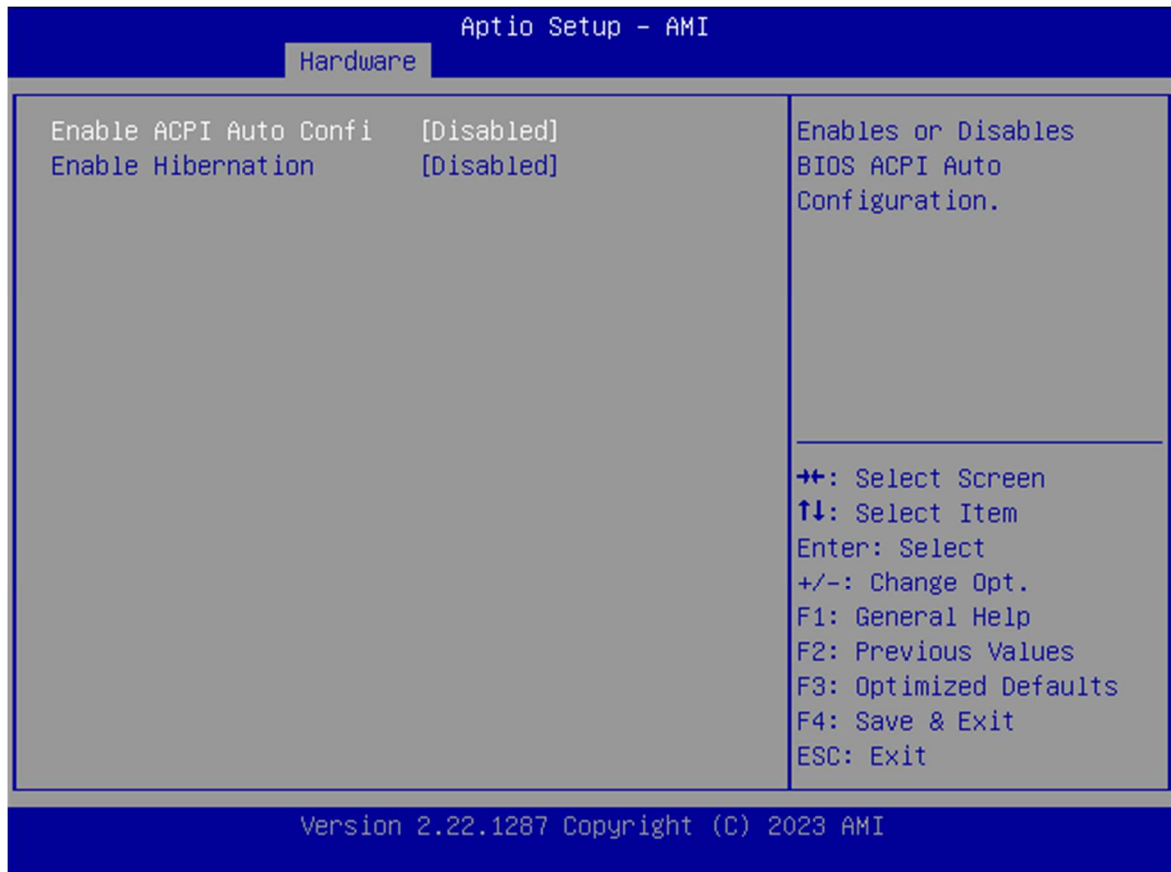 Aptio Setup – AMI
Hardware
Enable ACPI Auto Confi [Disabled]
Enable Hibernation [Disabled]
Enables or Disables
BIOS ACPI Auto
Configuration.
→←: Select Screen
↑↓: Select Item
Enter: Select
+/-: Change Opt.
F1: General Help
F2: Previous Values
F3: Optimized Defaults
F4: Save & Exit
ESC: Exit
Version 2.22.1287 Copyright (C) 2023 AMI